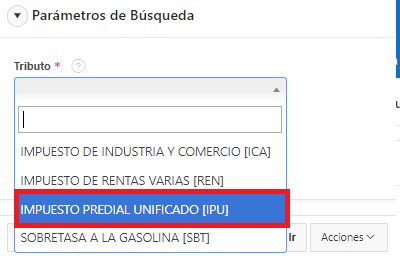 Parámetros de Búsqueda
Tributo * ?
IMPUESTO DE INDUSTRIA Y COMERCIO [ICA]
IMPUESTO DE RENTAS VARIAS [REN]
IMPUESTO PREDIAL UNIFICADO [IPU]
SOBRETASA A LA GASOLINA [SBT]
Ir
Acciones